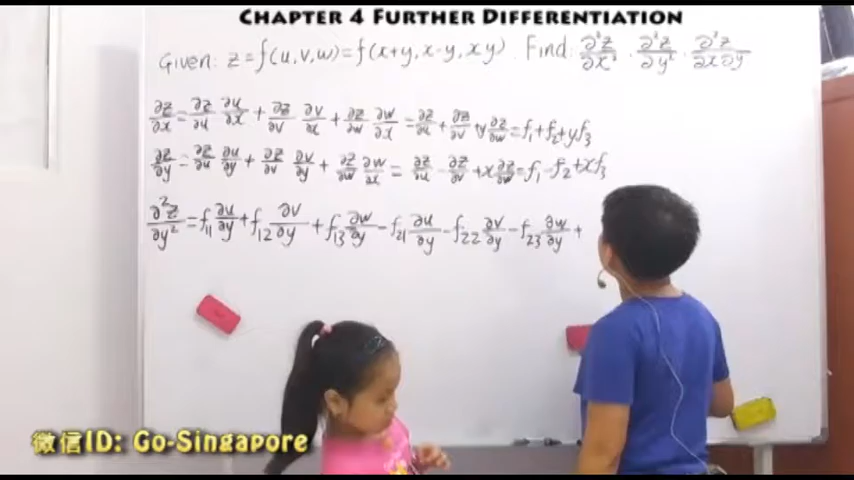 CHAPTER 4 FURTHER DIFFERENTIATION
Given: z = f(u,v,w) = f(x+y, x-y, xy). Find: ∂²z/∂x², ∂²z/∂y², ∂²z/∂x∂y
∂z/∂x = ∂z/∂u ∂u/∂x + ∂z/∂v ∂v/∂x + ∂z/∂w ∂w/∂x = ∂z/∂u + ∂z/∂v + y ∂z/∂w = f₁+f₂+yf₃
∂z/∂y = ∂z/∂u ∂u/∂y + ∂z/∂v ∂v/∂y + ∂z/∂w ∂w/∂x = ∂z/∂u - ∂z/∂v + x ∂z/∂w = f₁-f₂+xf₃
∂²z/∂y² = f₁₁ ∂u/∂y + f₁₂ ∂v/∂y + f₁₃ ∂w/∂y - f₂₁ ∂u/∂y - f₂₂ ∂v/∂y - f₂₃ ∂w/∂y +
微信ID: Go-Singapore